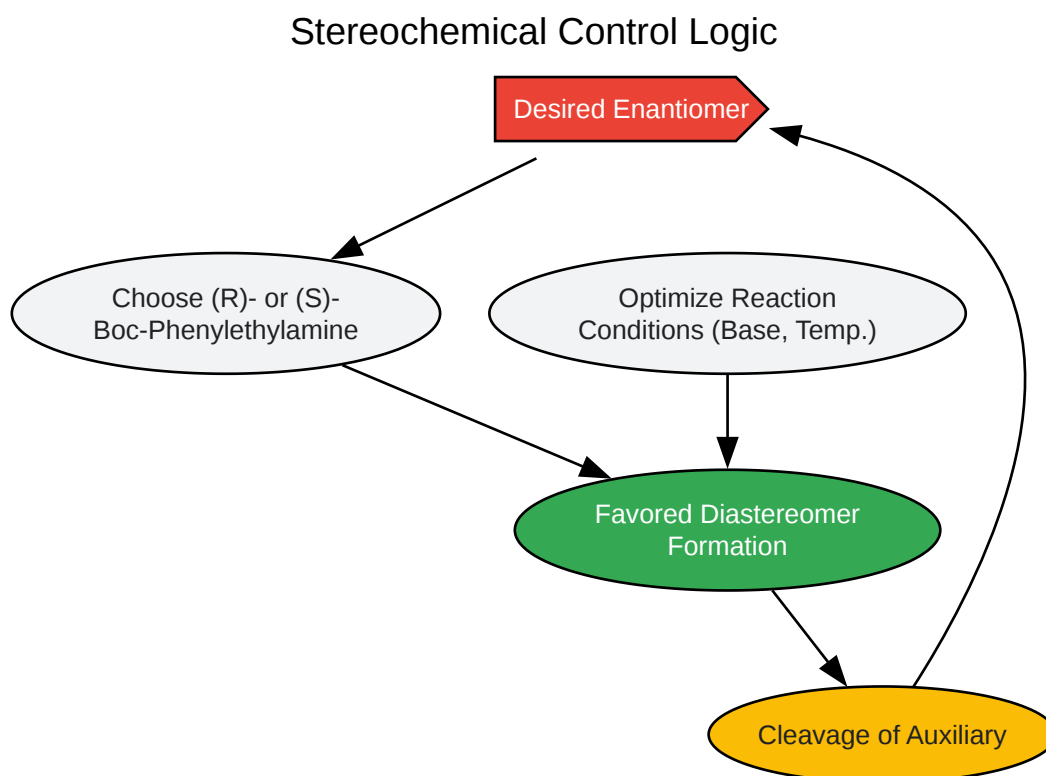 Stereochemical Control Logic
Desired Enantiomer
Choose (R)- or (S)-
Boc-Phenylethylamine
Optimize Reaction
Conditions (Base, Temp.)
Favored Diastereomer
Formation
Cleavage of Auxiliary